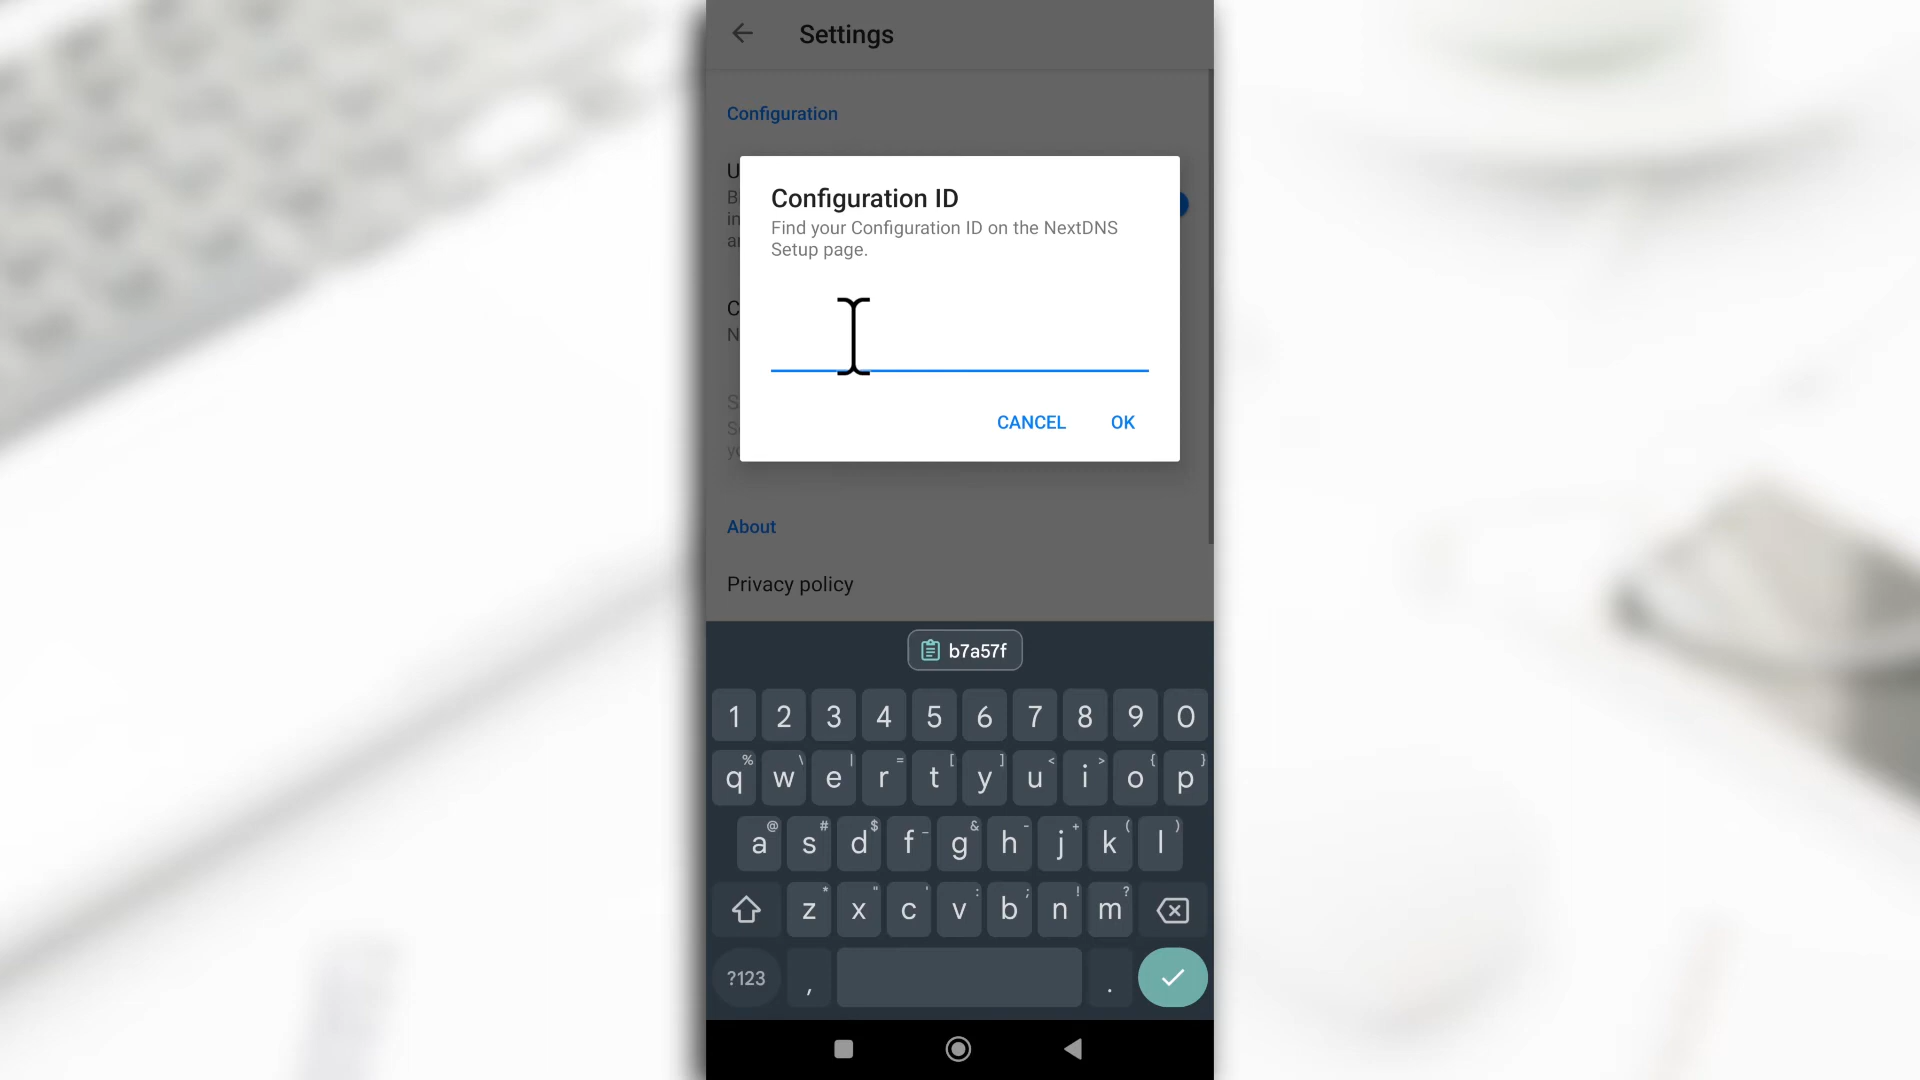 Settings
Configuration
Configuration ID
Find your Configuration ID on the NextDNS
Setup page.
CANCEL OK
About
Privacy policy
b7a57f
1 2 3 4 5 6 7 8 9 0
% \ | = [ ] < > { }
q w e r t y u i o p
@ # $ _ & - + ( )
a s d f g h j k l
* " ' : ; ! ?
z x c v b n m
?123 , .